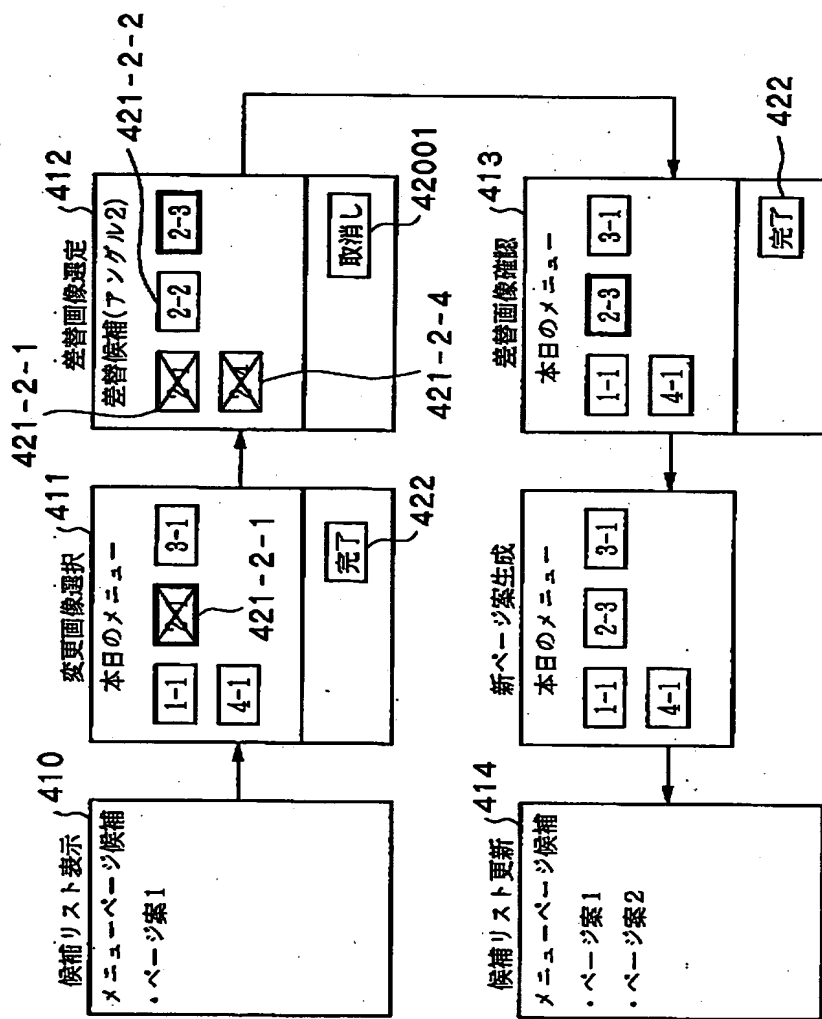 候補リスト表示
410
メニューページ候補
・ページ案1
変更画像選択
411
本日のメニュー
1-1
3-1
4-1
421-2-1
完了
422
差替画像選定
412
差替候補(アングル2)
421-2-1
2-2
2-3
421-2-2
421-2-4
取消し
42001
差替画像確認
413
本日のメニュー
1-1
2-3
3-1
4-1
完了
422
新ページ案生成
本日のメニュー
1-1
2-3
3-1
4-1
候補リスト更新
414
メニューページ候補
・ページ案1
・ページ案2